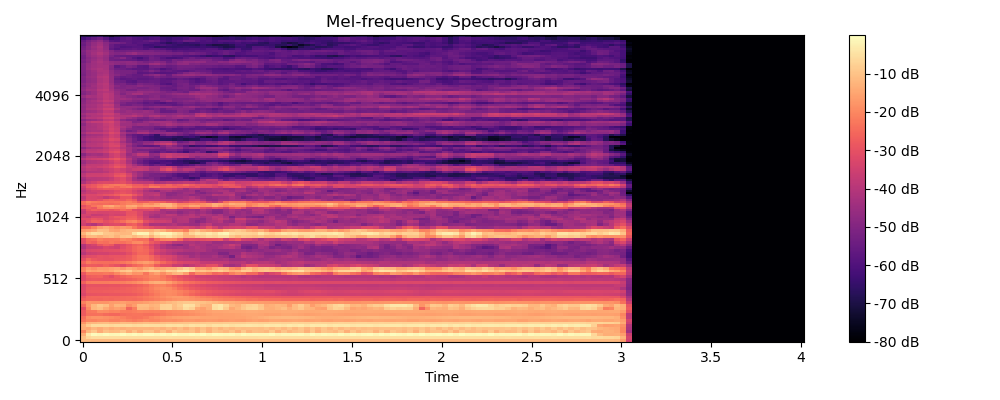 Mel-frequency Spectrogram
Hz
4096
2048
1024
512
0
0 0.5 1 1.5 2 2.5 3 3.5 4
Time
-10 dB
-20 dB
-30 dB
-40 dB
-50 dB
-60 dB
-70 dB
-80 dB